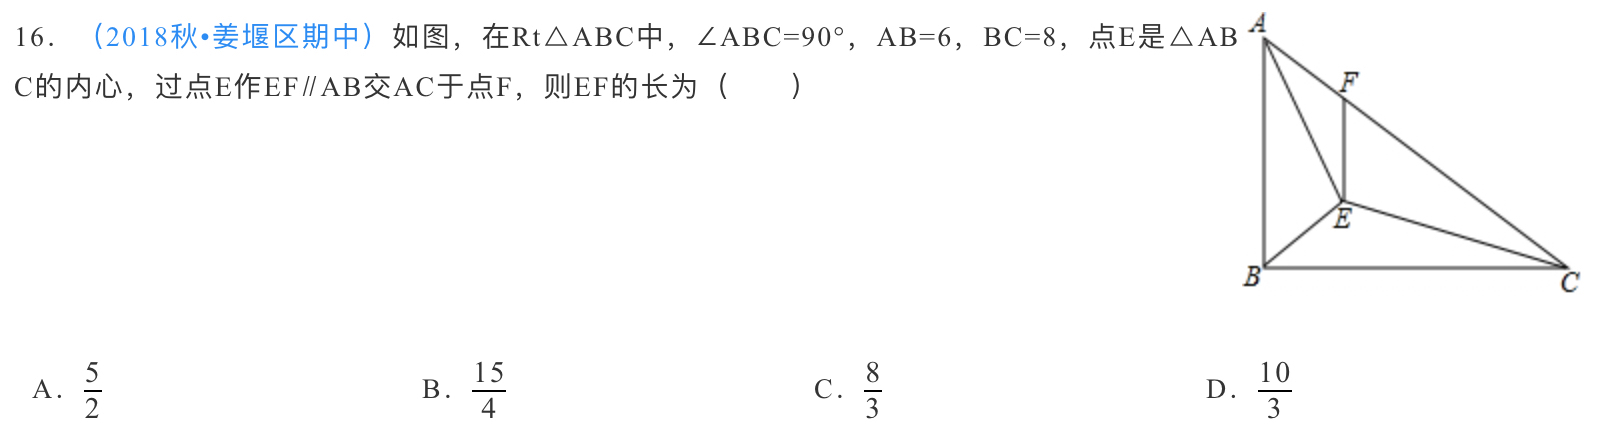 16. （2018秋•姜堰区期中）如图，在Rt△ABC中，∠ABC=90°，AB=6，BC=8，点E是△AB
C的内心，过点E作EF∥AB交AC于点F，则EF的长为（　　）
A
F
E
B
C
A. 5/2 B. 15/4 C. 8/3 D. 10/3